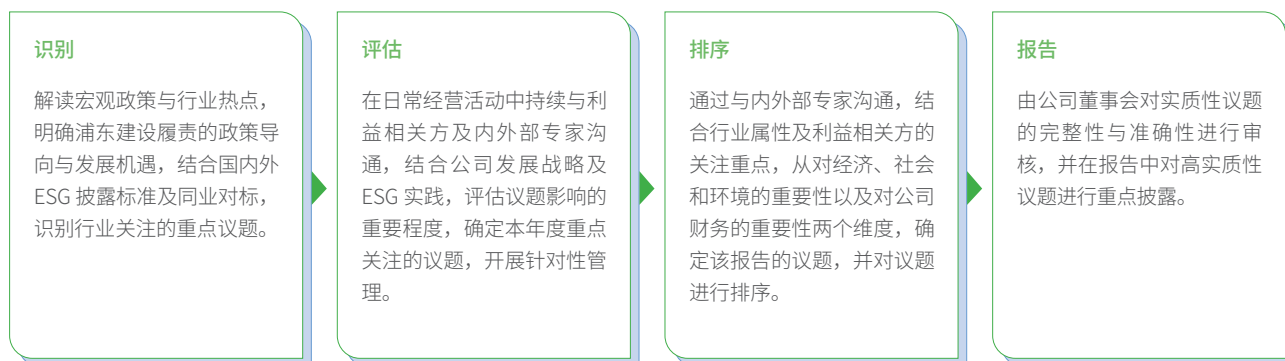 识别
解读宏观政策与行业热点，
明确浦东建设履责的政策导
向与发展机遇，结合国内外
ESG 披露标准及同业对标，
识别行业关注的重点议题。
评估
在日常经营活动中持续与利
益相关方及内外部专家沟
通，结合公司发展战略及
ESG 实践，评估议题影响的
重要程度，确定本年度重点
关注的议题，开展针对性管
理。
排序
通过与内外部专家沟通，结
合行业属性及利益相关方的
关注重点，从对经济、社会
和环境的重要性以及对公司
财务的重要性两个维度，确
定该报告的议题，并对议题
进行排序。
报告
由公司董事会对实质性议题
的完整性与准确性进行审
核，并在报告中对高实质性
议题进行重点披露。